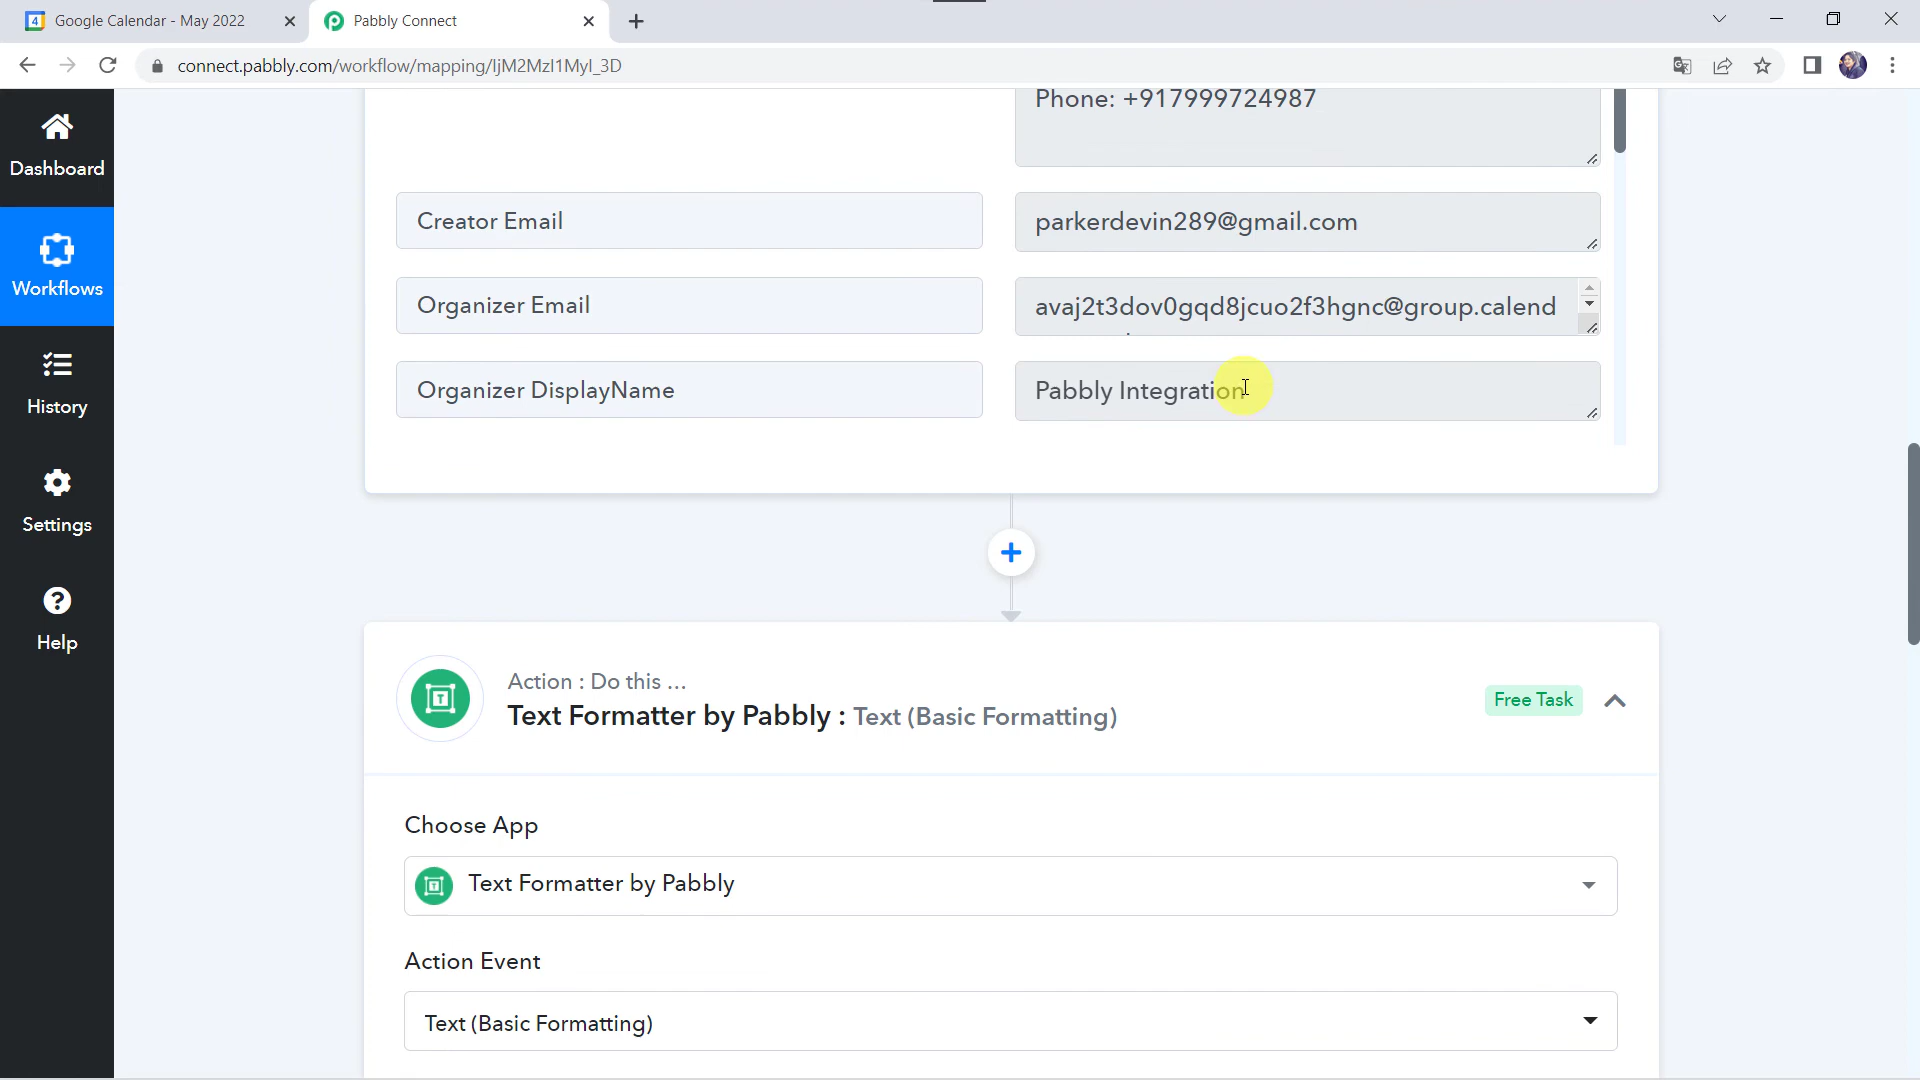 Google Calendar - May 2022
Pabbly Connect
connect.pabbly.com/workflow/mapping/IjM2MzI1MyI_3D
Dashboard
Workflows
History
Settings
Help
Phone: +917999724987
Creator Email
parkerdevin289@gmail.com
Organizer Email
avaj2t3dov0gqd8jcuo2f3hgnc@group.calend
Organizer DisplayName
Pabbly Integration
Action : Do this ...
Text Formatter by Pabbly : Text (Basic Formatting)
Free Task
Choose App
Text Formatter by Pabbly
Action Event
Text (Basic Formatting)